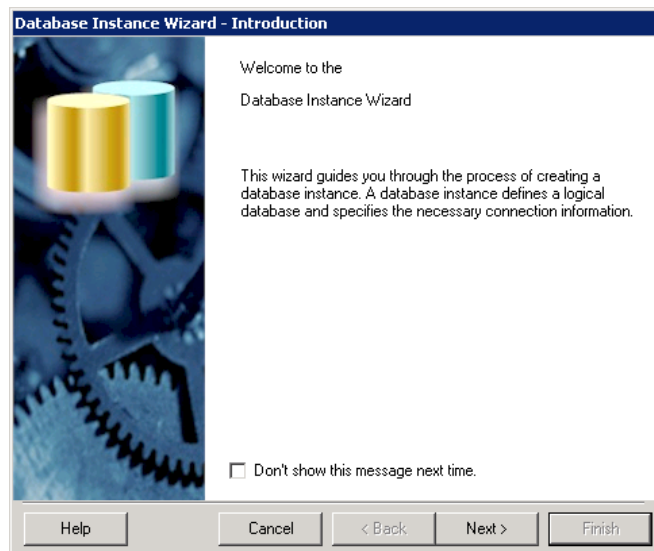 Database Instance Wizard - Introduction
Welcome to the
Database Instance Wizard
This wizard guides you through the process of creating a
database instance. A database instance defines a logical
database and specifies the necessary connection information.
Don't show this message next time.
Help
Cancel
< Back
Next >
Finish